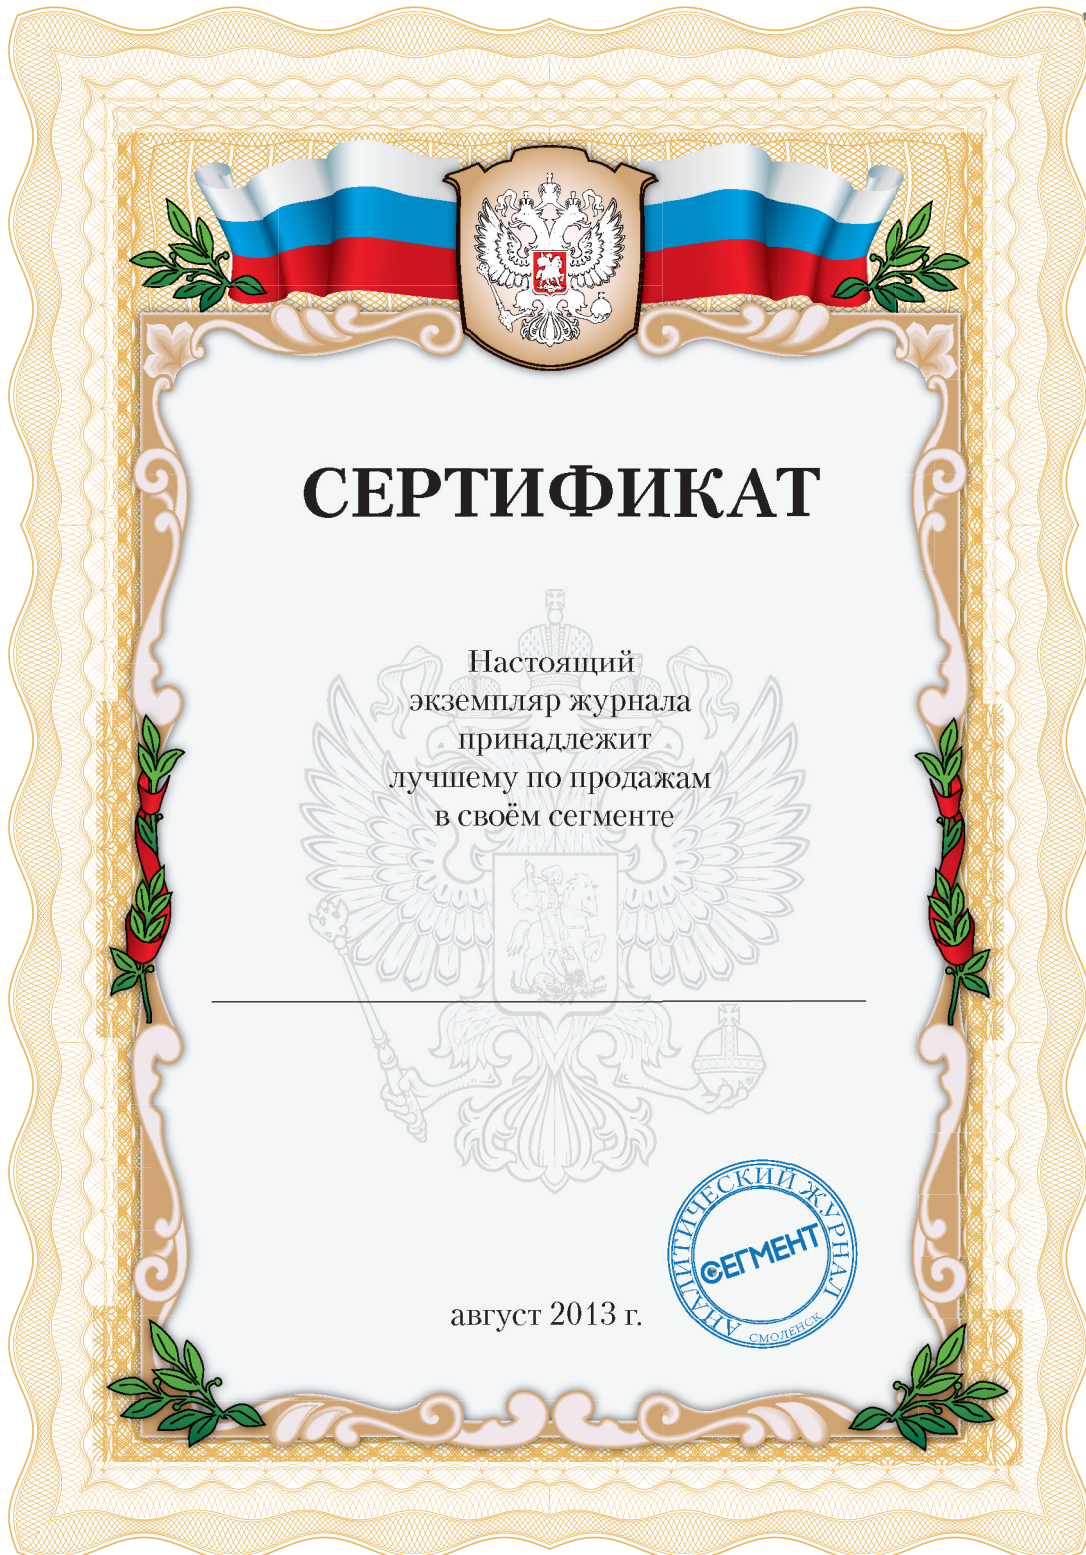 СЕРТИФИКАТ
Настоящий
экземпляр журнала
принадлежит
лучшему по продажам
в своём сегменте
август 2013 г.
АНАЛИТИЧЕСКИЙ ЖУРНАЛ
СЕГМЕНТ
СМОЛЕНСК